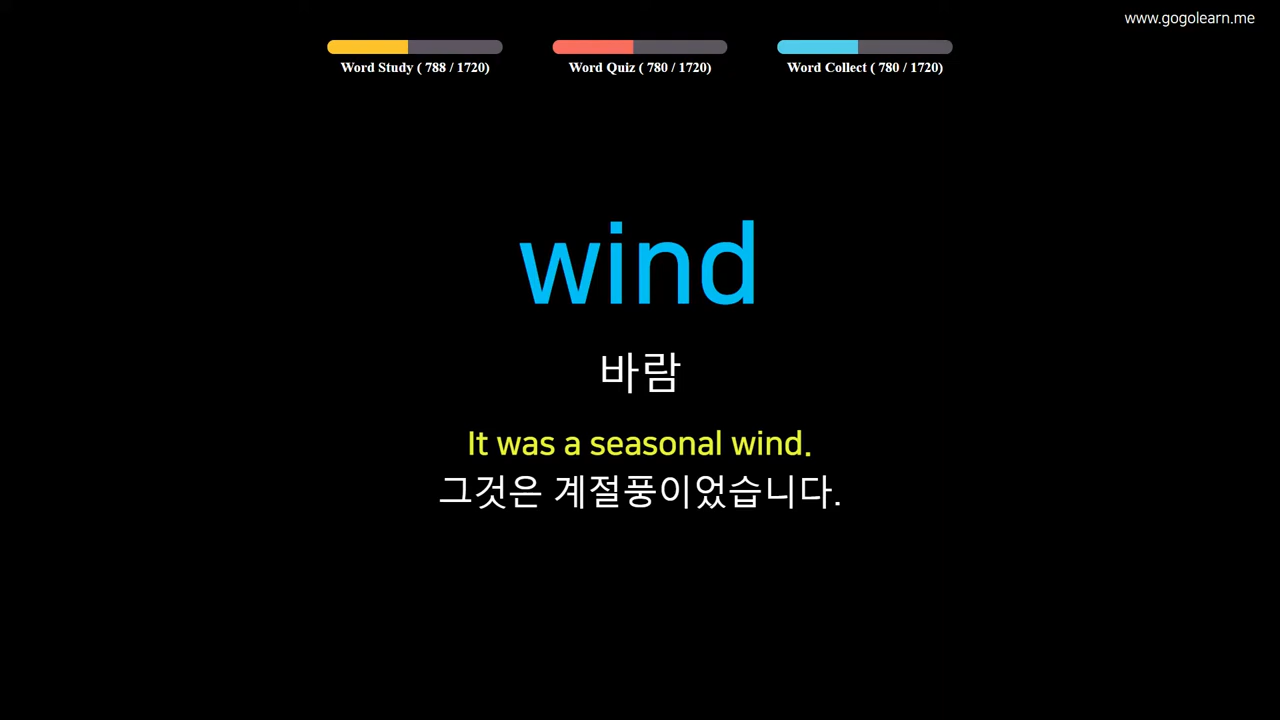 www.gogolearn.me
Word Study ( 788 / 1720)
Word Quiz ( 780 / 1720)
Word Collect ( 780 / 1720)
wind
바람
It was a seasonal wind.
그것은 계절풍이었습니다.